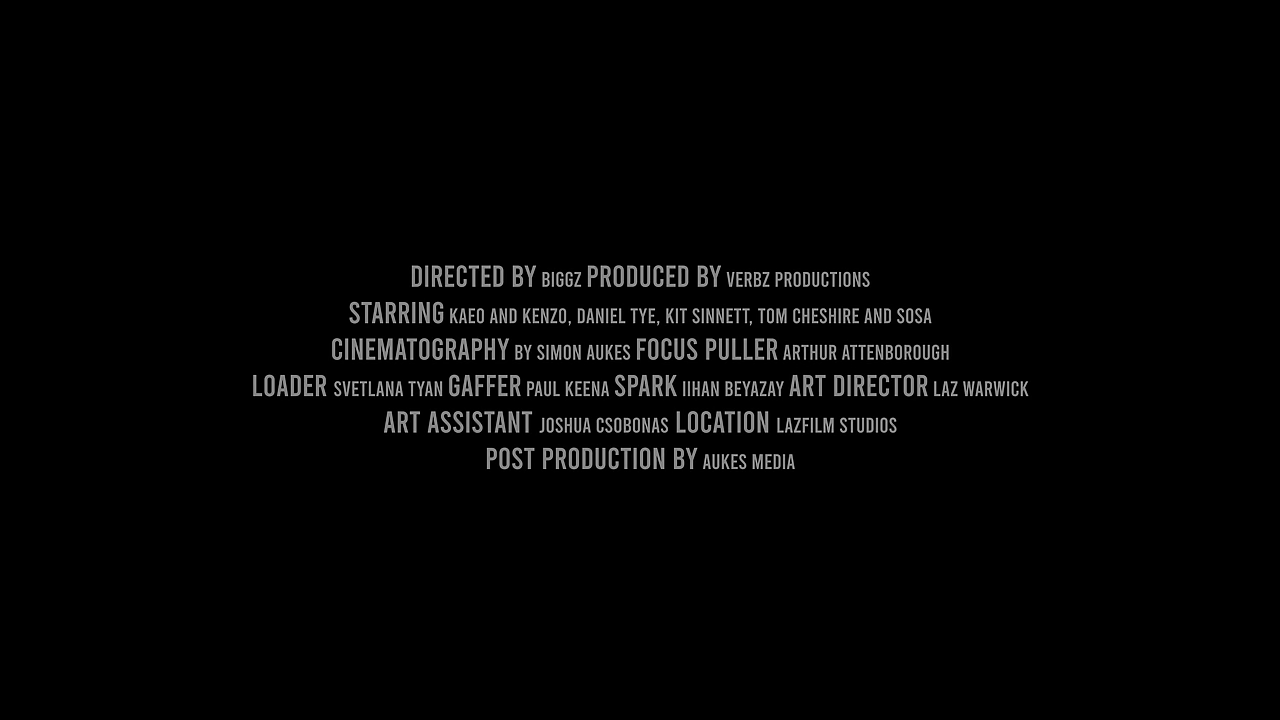 DIRECTED BY BIGGZ PRODUCED BY VERBZ PRODUCTIONS
STARRING KAEO AND KENZO, DANIEL TYE, KIT SINNETT, TOM CHESHIRE AND SOSA
CINEMATOGRAPHY BY SIMON AUKES FOCUS PULLER ARTHUR ATTENBOROUGH
LOADER SVETLANA TYAN GAFFER PAUL KEENA SPARK IIHAN BEYAZAY ART DIRECTOR LAZ WARWICK
ART ASSISTANT JOSHUA CSOBONAS LOCATION LAZFILM STUDIOS
POST PRODUCTION BY AUKES MEDIA